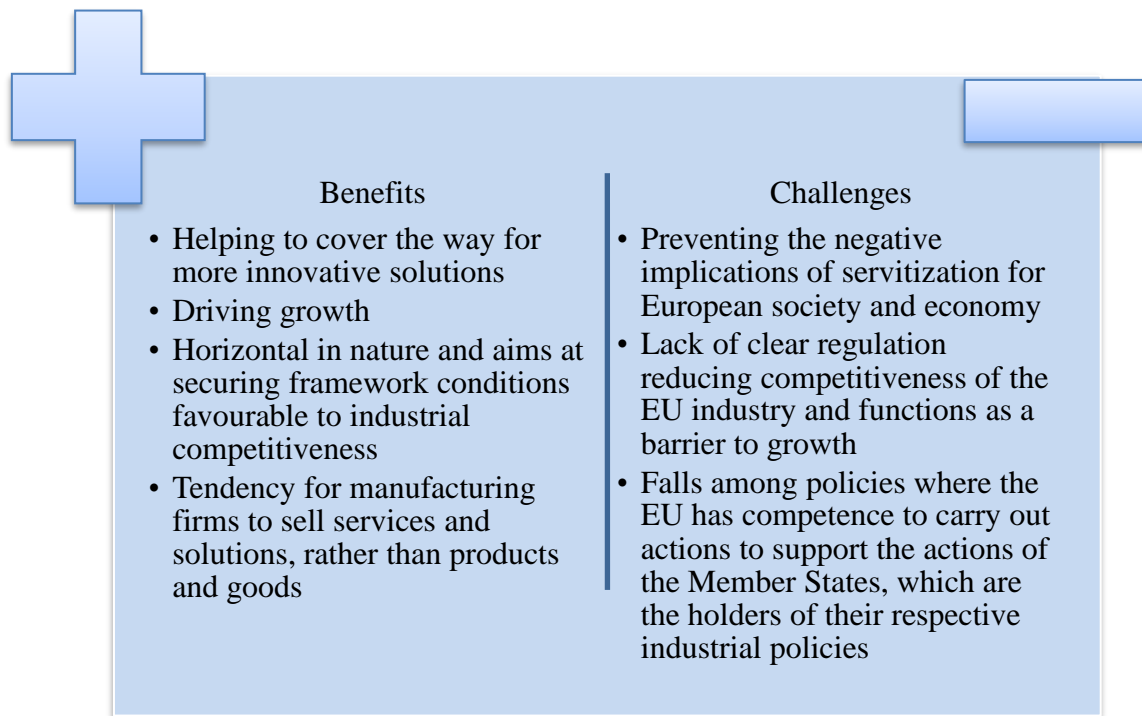 Benefits
• Helping to cover the way for
more innovative solutions
• Driving growth
• Horizontal in nature and aims at
securing framework conditions
favourable to industrial
competitiveness
• Tendency for manufacturing
firms to sell services and
solutions, rather than products
and goods
Challenges
• Preventing the negative
implications of servitization for
European society and economy
• Lack of clear regulation
reducing competitiveness of the
EU industry and functions as a
barrier to growth
• Falls among policies where the
EU has competence to carry out
actions to support the actions of
the Member States, which are
the holders of their respective
industrial policies